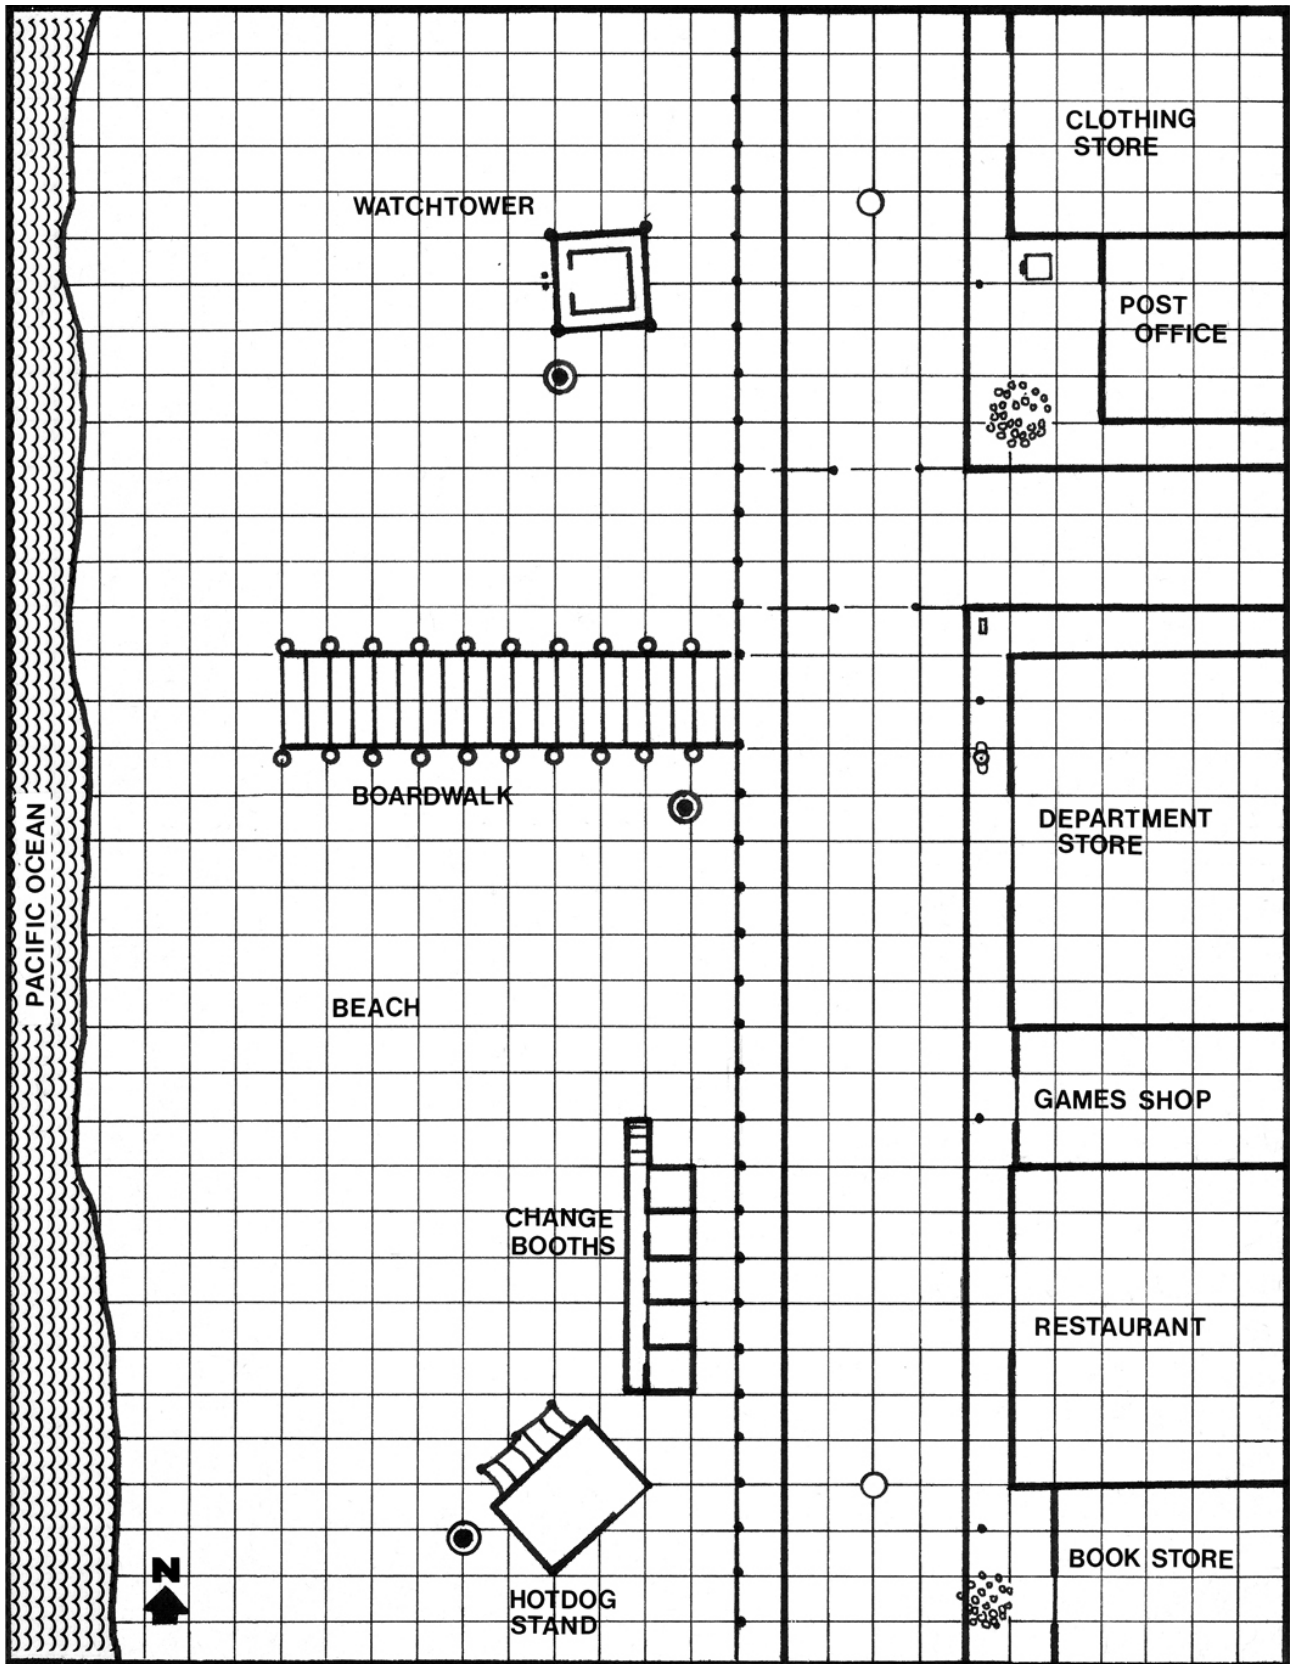 CLOTHING
STORE
WATCHTOWER
POST
OFFICE
BOARDWALK
DEPARTMENT
STORE
PACIFIC OCEAN
BEACH
GAMES SHOP
CHANGE
BOOTHS
RESTAURANT
N
HOTDOG
STAND
BOOK STORE